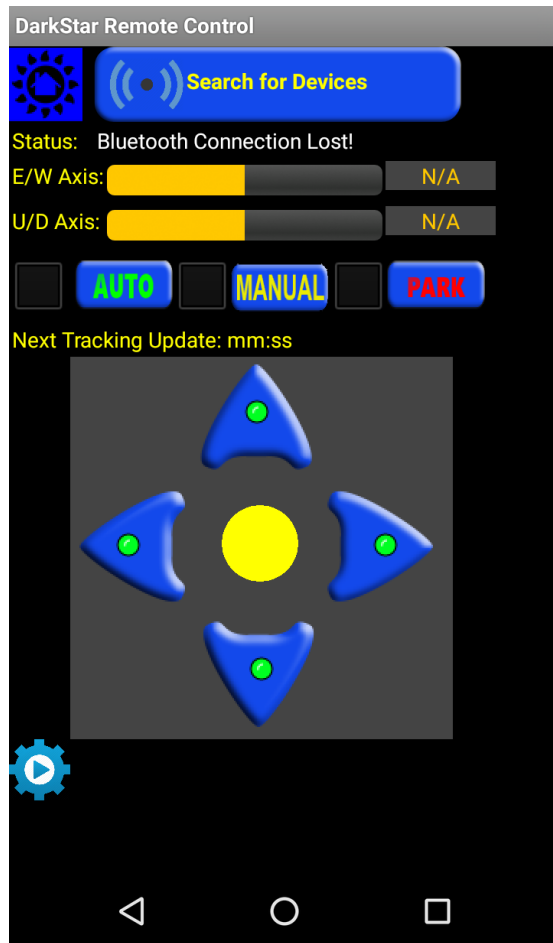 DarkStar Remote Control
Search for Devices
Status: Bluetooth Connection Lost!
E/W Axis: N/A
U/D Axis: N/A
AUTO MANUAL PARK
Next Tracking Update: mm:ss